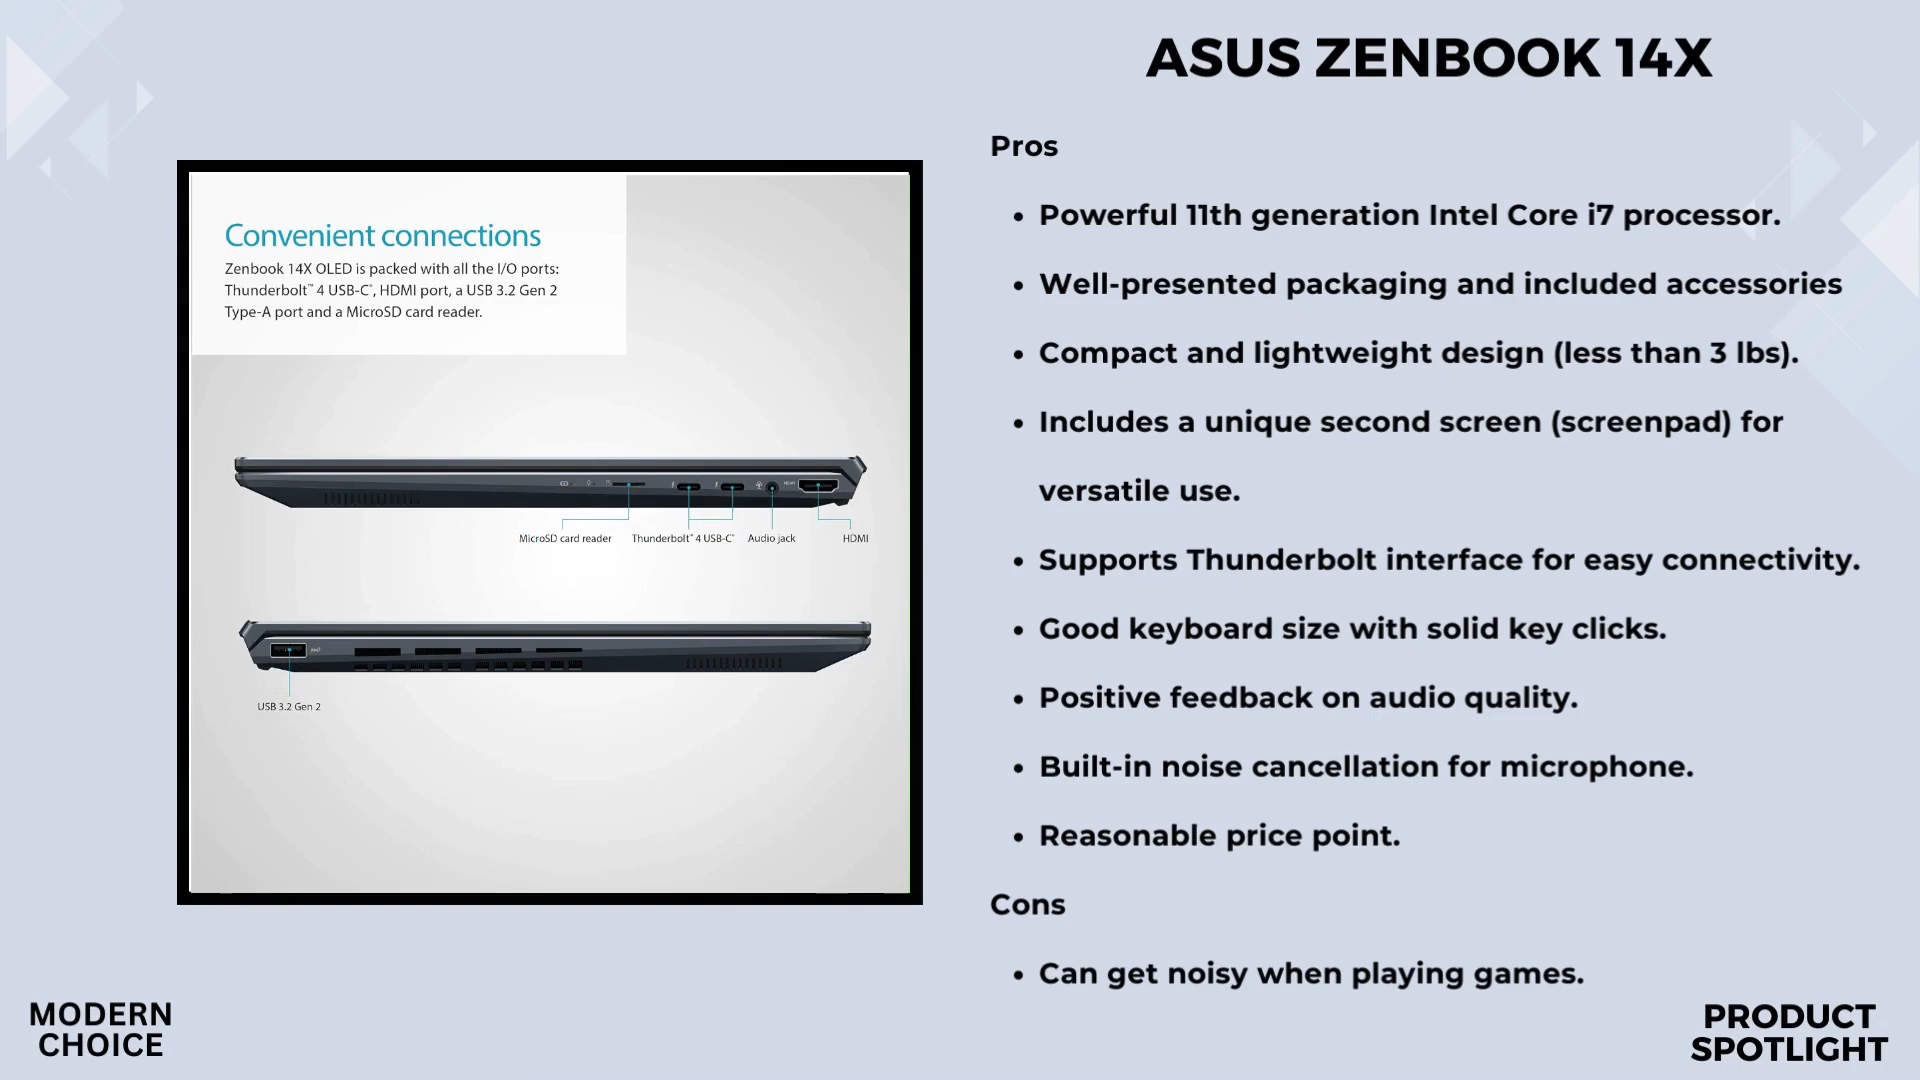 ASUS ZENBOOK 14X
Convenient connections
Zenbook 14X OLED is packed with all the I/O ports:
Thunderbolt™ 4 USB-C®, HDMI port, a USB 3.2 Gen 2
Type-A port and a MicroSD card reader.
MicroSD card reader
Thunderbolt™ 4 USB-C®
Audio jack
HDMI
USB 3.2 Gen 2
Pros
• Powerful 11th generation Intel Core i7 processor.
• Well-presented packaging and included accessories
• Compact and lightweight design (less than 3 lbs).
• Includes a unique second screen (screenpad) for
versatile use.
• Supports Thunderbolt interface for easy connectivity.
• Good keyboard size with solid key clicks.
• Positive feedback on audio quality.
• Built-in noise cancellation for microphone.
• Reasonable price point.
Cons
• Can get noisy when playing games.
MODERN
CHOICE
PRODUCT
SPOTLIGHT